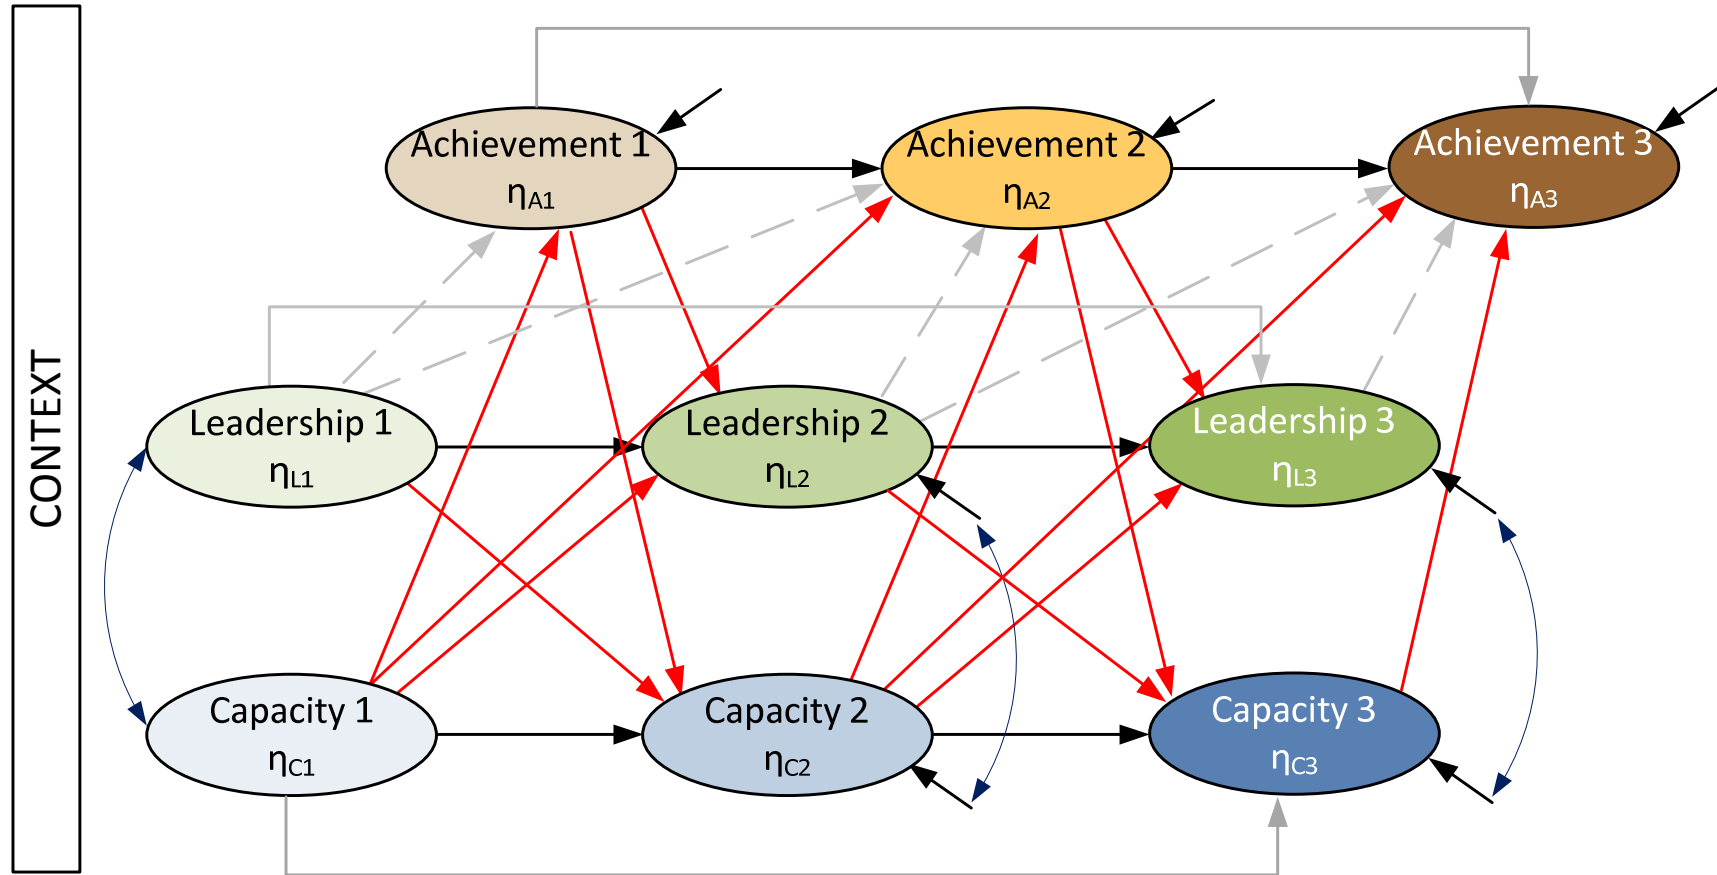 CONTEXT
Achievement 1
ηA1
Achievement 2
ηA2
Achievement 3
ηA3
Leadership 1
ηL1
Leadership 2
ηL2
Leadership 3
ηL3
Capacity 1
ηC1
Capacity 2
ηC2
Capacity 3
ηC3